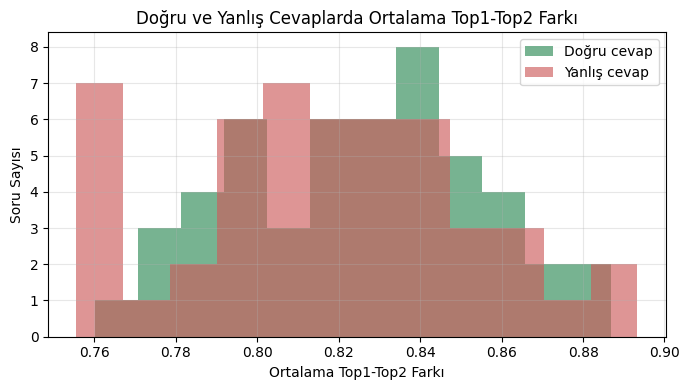 Doğru ve Yanlış Cevaplarda Ortalama Top1-Top2 Farkı
Doğru cevap
Yanlış cevap
Soru Sayısı
8
7
6
5
4
3
2
1
0
0.76 0.78 0.80 0.82 0.84 0.86 0.88 0.90
Ortalama Top1-Top2 Farkı